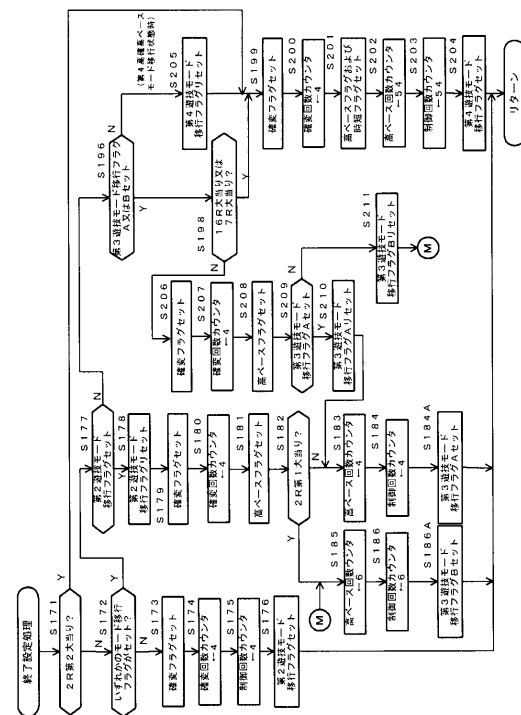 終了設定処理
S171
2R第2大当り?
Y
N
S172
いずれかのモード移行
フラグがセット?
Y
N
S173
確変フラグセット
S174
確変回数カウンタ
←4
S175
制御回数カウンタ
←4
S176
第2遊技モード
移行フラグセット
S177
第2遊技モード
移行フラグセット
N
Y
S178
第2遊技モード
移行フラグリセット
S179
確変フラグセット
S180
確変回数カウンタ
←4
S181
高ベースフラグセット
S182
2R第1大当り?
Y
N
S183
高ベース回数カウンタ
←4
S184
制御回数カウンタ
←4
S184A
第3遊技モード
移行フラグAセット
M
S185
高ベース回数カウンタ
←6
S186
制御回数カウンタ
←6
S186A
第3遊技モード
移行フラグBセット
S196
第3遊技モード移行フラグ
A又はBセット
N
Y
(第4高確高ベース
モード移行状態時)
S205
第4遊技モード
移行フラグリセット
S198
16R大当り又は
7R大当り?
N
Y
S206
確変フラグセット
S207
確変回数カウンタ
←4
S208
高ベースフラグセット
S209
第3遊技モード
移行フラグAセット
N
Y
S210
第3遊技モード
移行フラグAリセット
S211
第3遊技モード
移行フラグBリセット
M
S199
確変フラグセット
S200
確変回数カウンタ
←4
S201
高ベースフラグおよび
時短フラグセット
S202
高ベース回数カウンタ
←54
S203
制御回数カウンタ
←54
S204
第4遊技モード
移行フラグセット
リターン